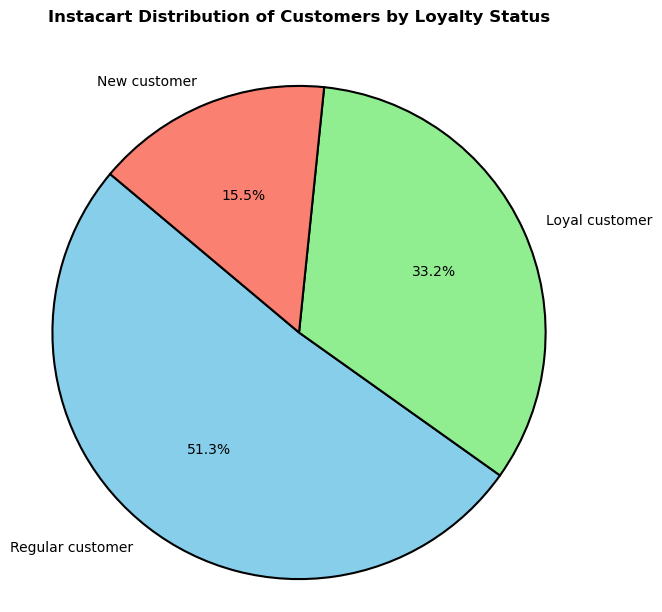 Instacart Distribution of Customers by Loyalty Status
New customer
15.5%
Loyal customer
33.2%
51.3%
Regular customer